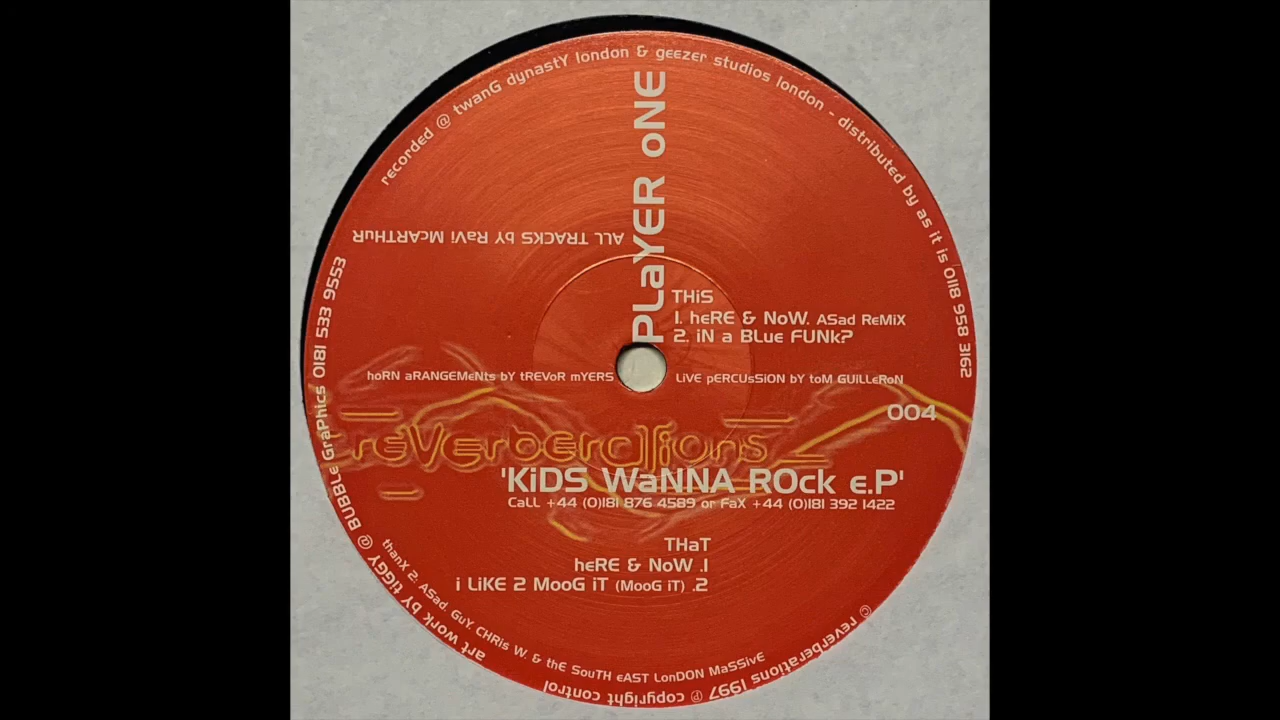 recorded @ twanG dynastY london & gEEzEr studios london - distributed by as it is 0118 958 3162
PLaYER oNE
ALL TRACKS bY RaVi McARTHuR
THiS
1. heRE & NoW. ASad ReMiX
2. iN a BLue FUNk?
hoRN aRANGEMeNts bY tREVoR mYERS
LiVE pERCUsSiON bY toM GUiLLeRoN
004
reVerbErations
'KiDS WaNNA ROck e.P'
CaLL +44 (0)181 876 4589 or FaX +44 (0)181 392 1422
THaT
heRE & NoW .1
i LiKE 2 MooG iT (MooG iT) .2
thanX 2: ASad. GuY. CHRis W. & thE SouTH eAST LonDON MaSSivE
art work bY tiGGY @ BUBBLe GraPhics 0181 533 9553
© reverberations 1997 ℗ copyright control